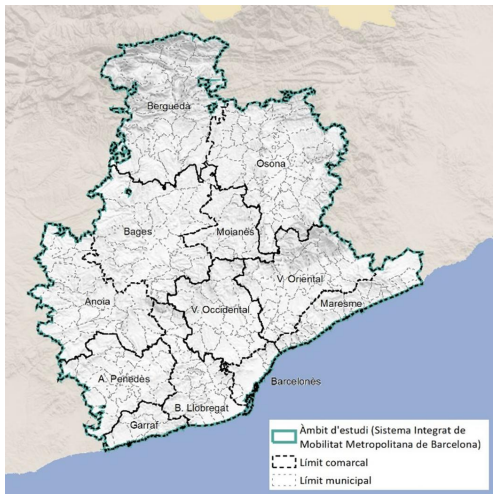 Berguedà
Osona
Bages
Moianès
Anoia
V. Oriental
V. Occidental
Maresme
A. Penedès
Barcelonés
B. Llobregat
Garraf
Àmbit d'estudi (Sistema Integrat de
Mobilitat Metropolitana de Barcelona)
Límit comarcal
Límit municipal